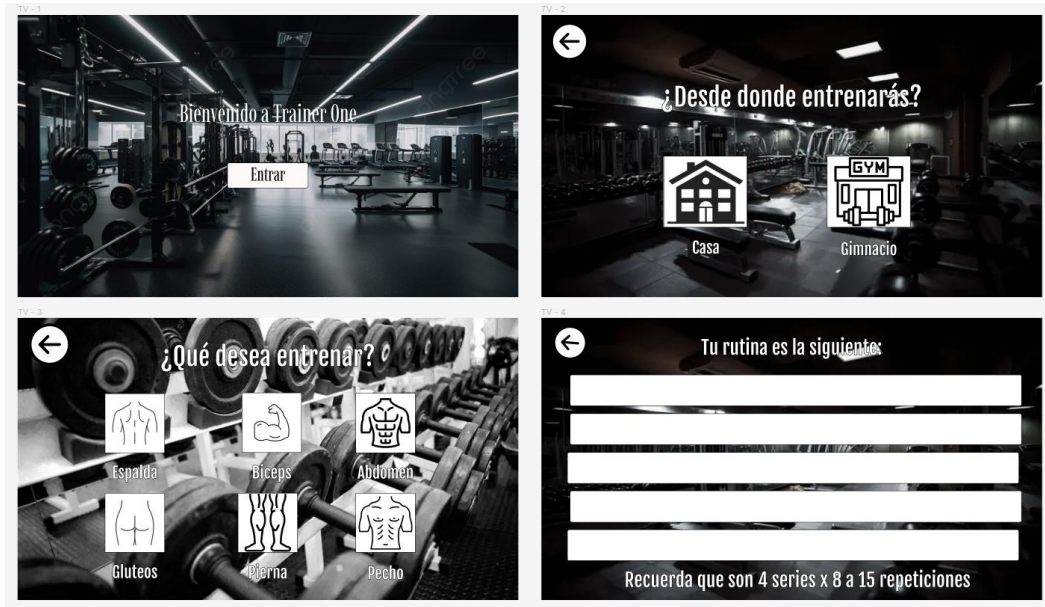 TV - 1
Bienvenido a Trainer One
Entrar
TV - 2
¿Desde donde entrenarás?
GYM
Casa
Gimnacio
TV - 3
¿Qué desea entrenar?
Espalda
Biceps
Abdomen
Gluteos
Pierna
Pecho
TV - 4
Tu rutina es la siguiente:
Recuerda que son 4 series x 8 a 15 repeticiones